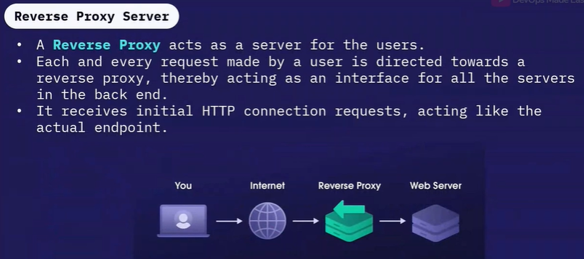 DevOps Made Easy
Reverse Proxy Server
• A Reverse Proxy acts as a server for the users.
• Each and every request made by a user is directed towards a
reverse proxy, thereby acting as an interface for all the servers
in the back end.
• It receives initial HTTP connection requests, acting like the
actual endpoint.
You Internet Reverse Proxy Web Server